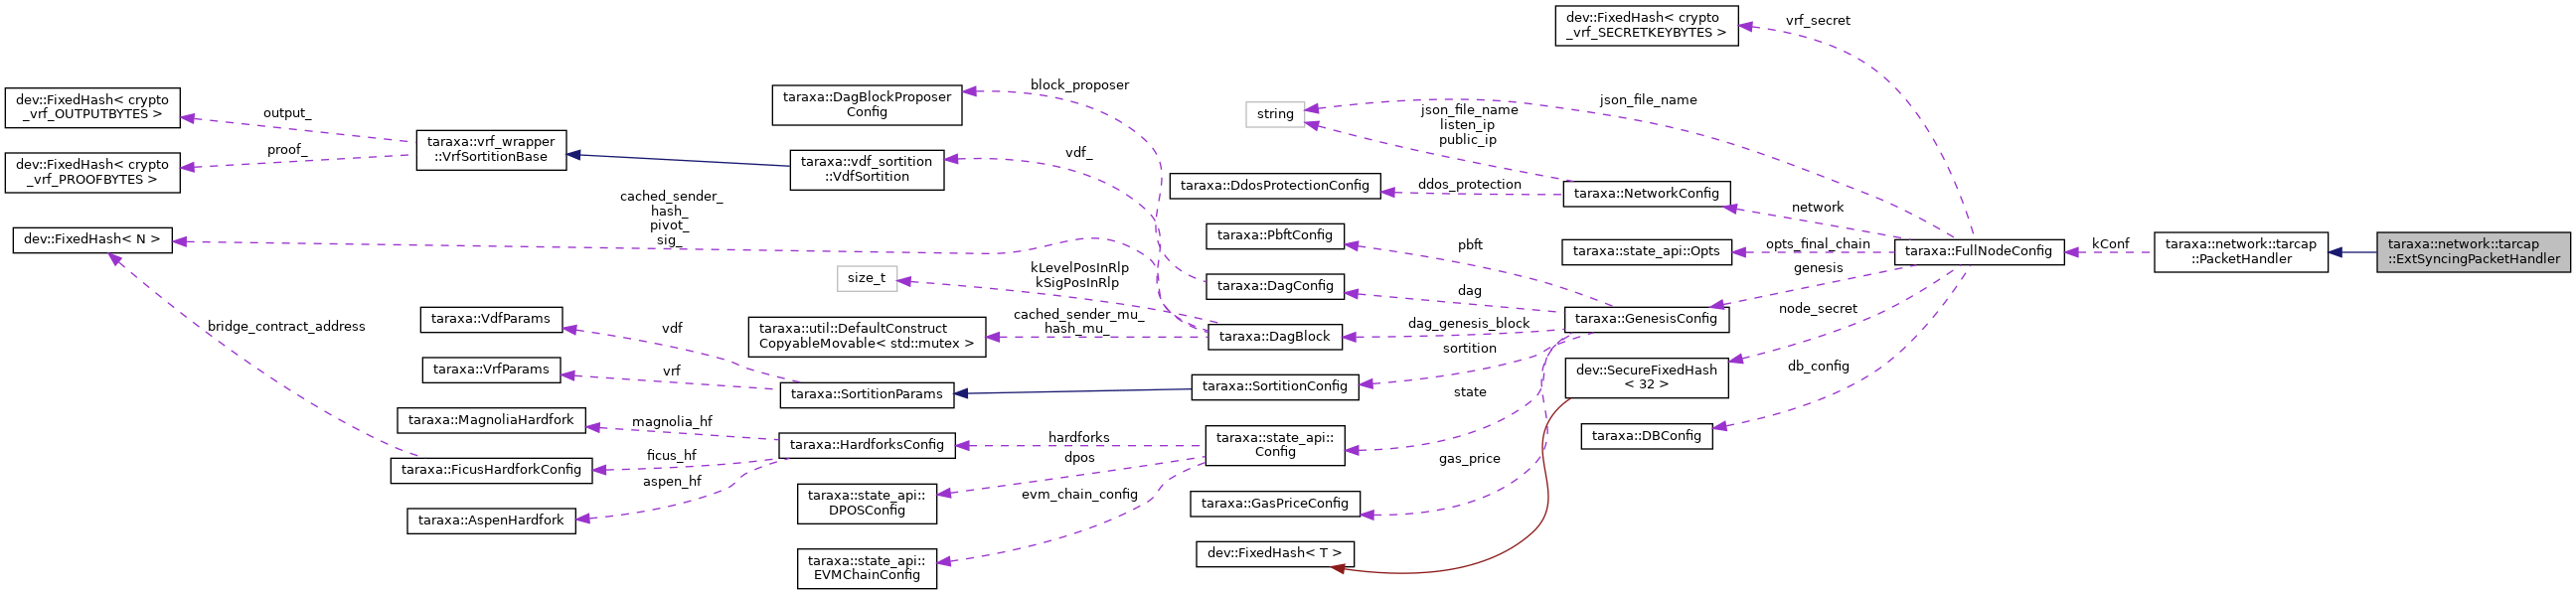 dev::FixedHash< crypto
_vrf_SECRETKEYBYTES >
vrf_secret
dev::FixedHash< crypto
_vrf_OUTPUTBYTES >
output_
dev::FixedHash< crypto
_vrf_PROOFBYTES >
proof_
taraxa::vrf_wrapper
::VrfSortitionBase
taraxa::DagBlockProposer
Config
block_proposer
taraxa::vdf_sortition
::VdfSortition
vdf_
string
json_file_name
json_file_name
listen_ip
public_ip
taraxa::DdosProtectionConfig
ddos_protection
taraxa::NetworkConfig
network
cached_sender_
hash_
pivot_
sig_
dev::FixedHash< N >
taraxa::PbftConfig
pbft
taraxa::state_api::Opts
opts_final_chain
taraxa::FullNodeConfig
kConf
taraxa::network::tarcap
::PacketHandler
taraxa::network::tarcap
::ExtSyncingPacketHandler
genesis
size_t
kLevelPosInRlp
kSigPosInRlp
taraxa::DagConfig
dag
node_secret
bridge_contract_address
taraxa::VdfParams
vdf
taraxa::util::DefaultConstruct
CopyableMovable< std::mutex >
cached_sender_mu_
hash_mu_
taraxa::DagBlock
dag_genesis_block
taraxa::GenesisConfig
taraxa::VrfParams
vrf
sortition
dev::SecureFixedHash
< 32 >
db_config
taraxa::SortitionParams
taraxa::SortitionConfig
state
taraxa::MagnoliaHardfork
magnolia_hf
taraxa::HardforksConfig
hardforks
taraxa::state_api::
Config
taraxa::DBConfig
taraxa::FicusHardforkConfig
ficus_hf
aspen_hf
dpos
gas_price
taraxa::state_api::
DPOSConfig
evm_chain_config
taraxa::GasPriceConfig
taraxa::AspenHardfork
taraxa::state_api::
EVMChainConfig
dev::FixedHash< T >